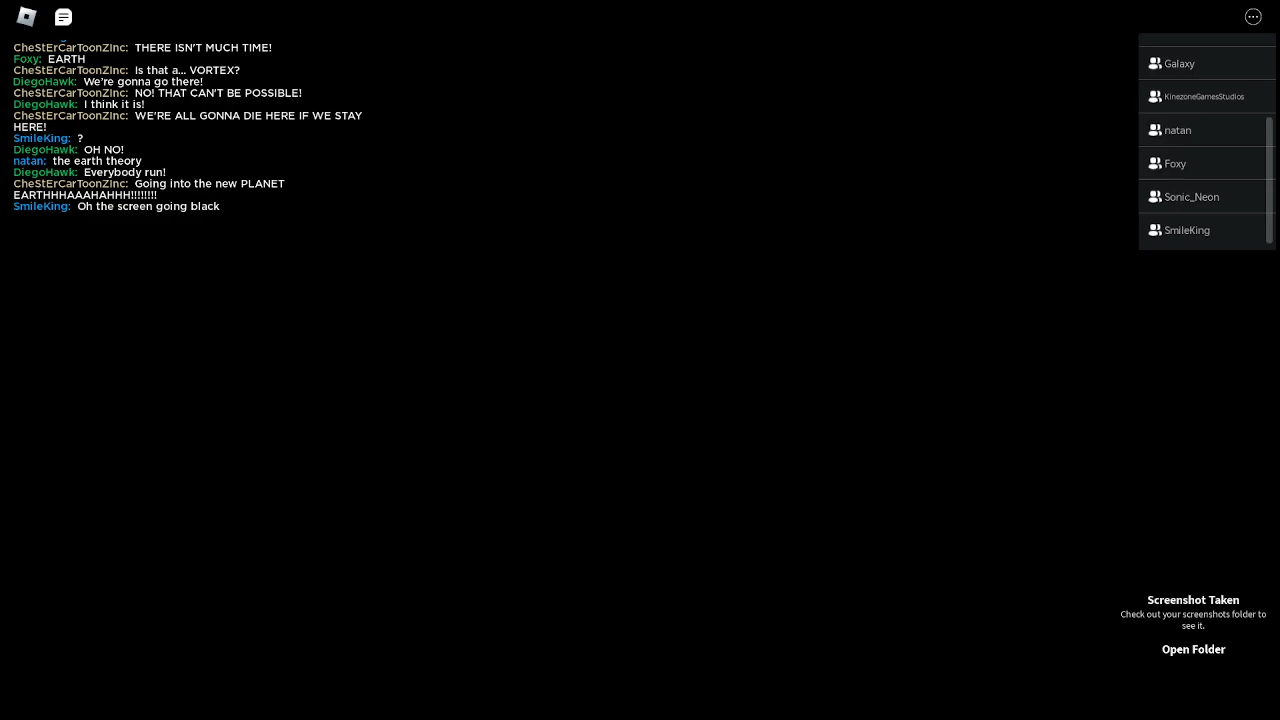 CheStErCarToonZInc: THERE ISN'T MUCH TIME!
Foxy: EARTH
CheStErCarToonZInc: Is that a... VORTEX?
DiegoHawk: We're gonna go there!
CheStErCarToonZInc: NO! THAT CAN'T BE POSSIBLE!
DiegoHawk: I think it is!
CheStErCarToonZInc: WE'RE ALL GONNA DIE HERE IF WE STAY
HERE!
SmileKing: ?
DiegoHawk: OH NO!
natan: the earth theory
DiegoHawk: Everybody run!
CheStErCarToonZInc: Going into the new PLANET
EARTHHHAAAHAHHH!!!!!!!!
SmileKing: Oh the screen going black
Galaxy
KinezoneGamesStudios
natan
Foxy
Sonic_Neon
SmileKing
Screenshot Taken
Check out your screenshots folder to
see it.
Open Folder